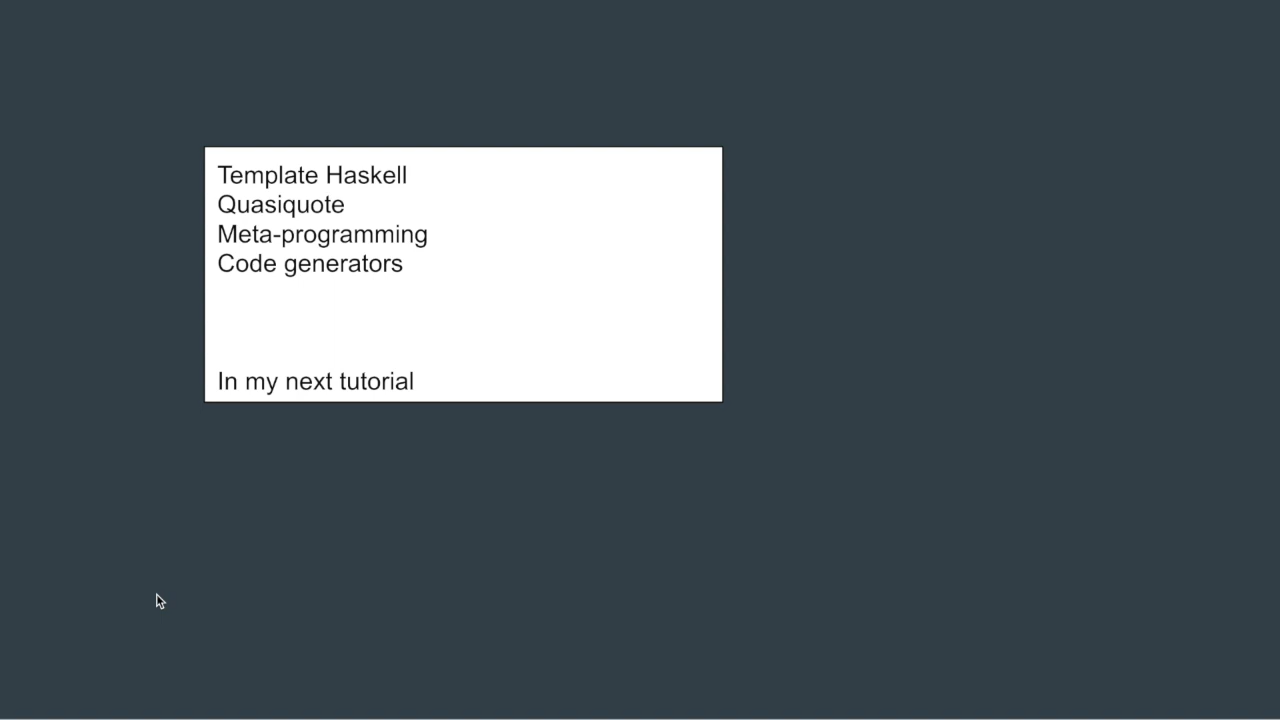 Template Haskell
Quasiquote
Meta-programming
Code generators
In my next tutorial